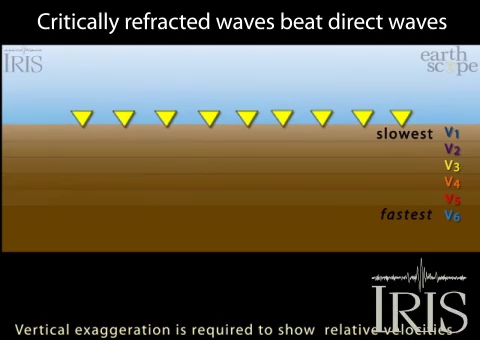 Critically refracted waves beat direct waves
IRIS
earth
scope
slowest V1
V2
V3
V4
V5
fastest V6
IRIS
Vertical exaggeration is required to show relative velocities